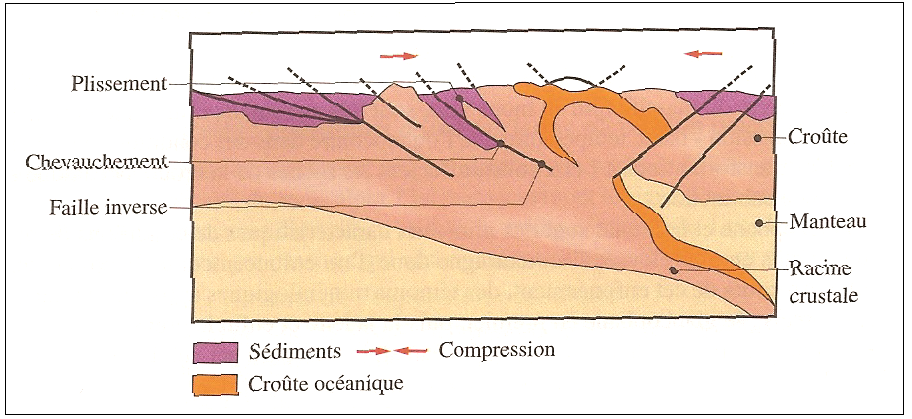 Plissement
Chevauchement
Faille inverse
Croûte
Manteau
Racine
crustale
Sédiments
Compression
Croûte océanique